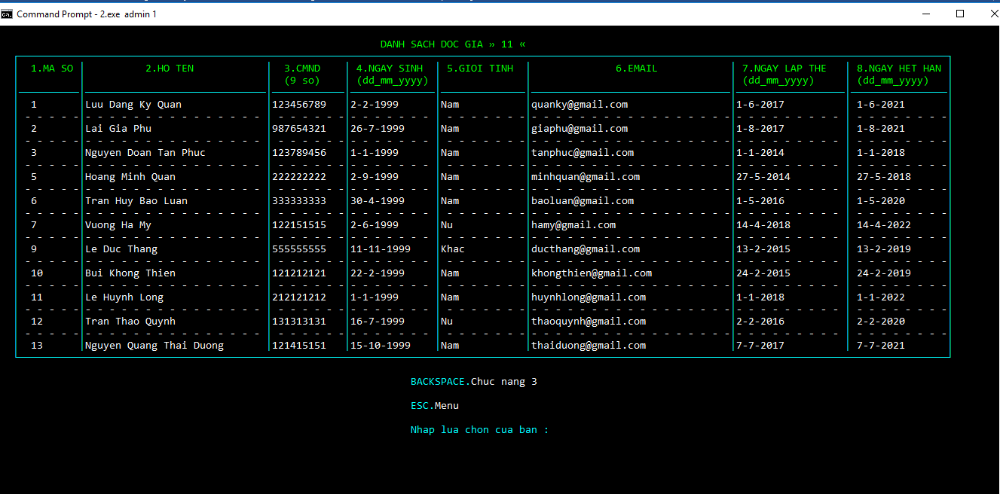 Command Prompt - 2.exe admin 1
DANH SACH DOC GIA » 11 «
1.MA SO 2.HO TEN 3.CMND 4.NGAY SINH 5.GIOI TINH 6.EMAIL 7.NGAY LAP THE 8.NGAY HET HAN
(9 so) (dd_mm_yyyy) (dd_mm_yyyy) (dd_mm_yyyy)
1 Luu Dang Ky Quan 123456789 2-2-1999 Nam quanky@gmail.com 1-6-2017 1-6-2021
2 Lai Gia Phu 987654321 26-7-1999 Nam giaphu@gmail.com 1-8-2017 1-8-2021
3 Nguyen Doan Tan Phuc 123789456 1-1-1999 Nam tanphuc@gmail.com 1-1-2014 1-1-2018
5 Hoang Minh Quan 222222222 2-9-1999 Nam minhquan@gmail.com 27-5-2014 27-5-2018
6 Tran Huy Bao Luan 333333333 30-4-1999 Nam baoluan@gmail.com 1-5-2016 1-5-2020
7 Vuong Ha My 122151515 2-6-1999 Nu hamy@gmail.com 14-4-2018 14-4-2022
9 Le Duc Thang 555555555 11-11-1999 Khac ducthang@gmail.com 13-2-2015 13-2-2019
10 Bui Khong Thien 121212121 22-2-1999 Nam khongthien@gmail.com 24-2-2015 24-2-2019
11 Le Huynh Long 212121212 1-1-1999 Nam huynhlong@gmail.com 1-1-2018 1-1-2022
12 Tran Thao Quynh 131313131 16-7-1999 Nu thaoquynh@gmail.com 2-2-2016 2-2-2020
13 Nguyen Quang Thai Duong 121415151 15-10-1999 Nam thaiduong@gmail.com 7-7-2017 7-7-2021
BACKSPACE.Chuc nang 3
ESC.Menu
Nhap lua chon cua ban :